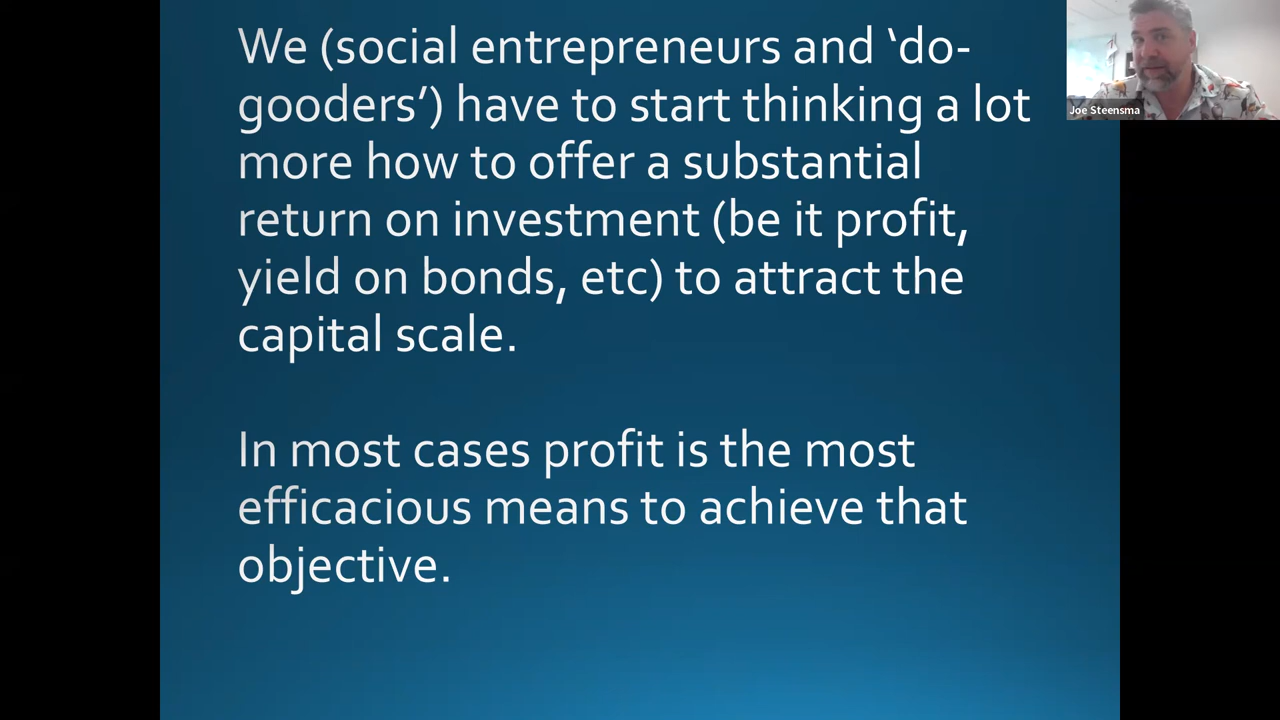 We (social entrepreneurs and ‘do-
gooders’) have to start thinking a lot
more how to offer a substantial
return on investment (be it profit,
yield on bonds, etc) to attract the
capital scale.
In most cases profit is the most
efficacious means to achieve that
objective.
Joe Steensma